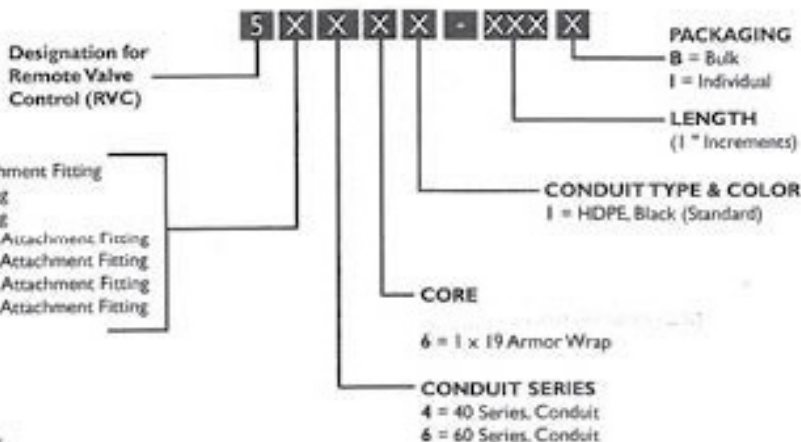 5 X X X X - XXX X
Designation for
Remote Valve
Control (RVC)
PACKAGING
B = Bulk
I = Individual
LENGTH
(1" Increments)
CONDUIT TYPE & COLOR
1 = HDPE, Black (Standard)
Attachment Fitting
Attachment Fitting
Attachment Fitting
Attachment Fitting
CORE
6 = 1 x 19 Armor Wrap
CONDUIT SERIES
4 = 40 Series, Conduit
6 = 60 Series, Conduit